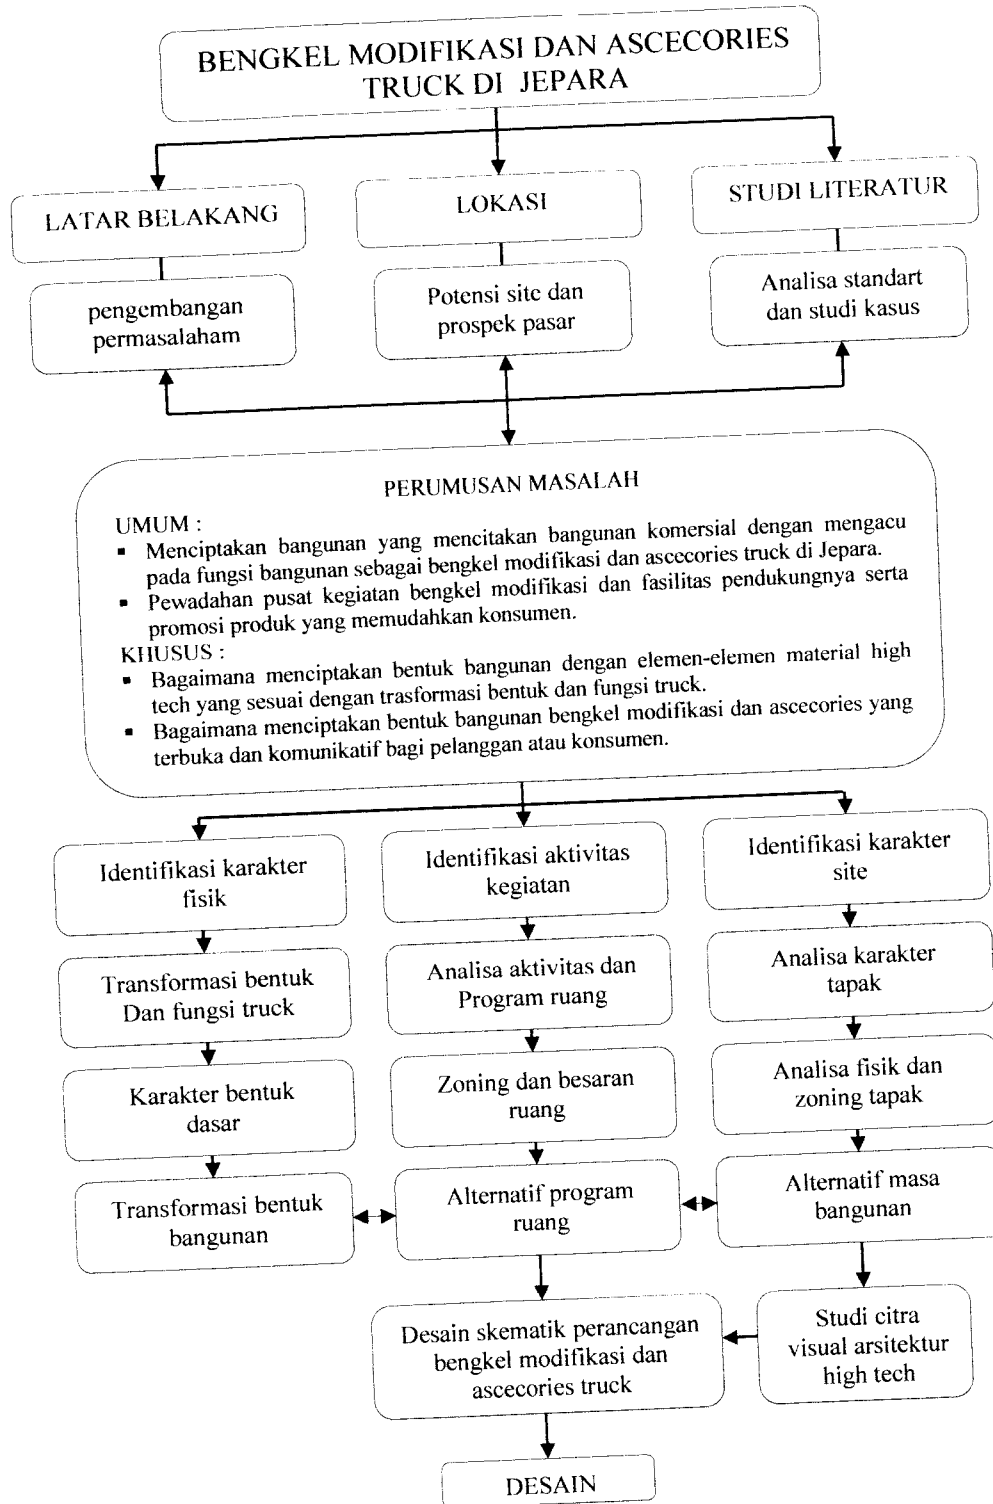 BENGKEL MODIFIKASI DAN ASCECORIES
TRUCK DI JEPARA
LATAR BELAKANG
LOKASI
STUDI LITERATUR
pengembangan
permasalaham
Potensi site dan
prospek pasar
Analisa standart
dan studi kasus
PERUMUSAN MASALAH
UMUM :
▪ Menciptakan bangunan yang mencitakan bangunan komersial dengan mengacu
pada fungsi bangunan sebagai bengkel modifikasi dan ascecories truck di Jepara.
▪ Pewadahan pusat kegiatan bengkel modifikasi dan fasilitas pendukungnya serta
promosi produk yang memudahkan konsumen.
KHUSUS :
▪ Bagaimana menciptakan bentuk bangunan dengan elemen-elemen material high
tech yang sesuai dengan trasformasi bentuk dan fungsi truck.
▪ Bagaimana menciptakan bentuk bangunan bengkel modifikasi dan ascecories yang
terbuka dan komunikatif bagi pelanggan atau konsumen.
Identifikasi karakter
fisik
Identifikasi aktivitas
kegiatan
Identifikasi karakter
site
Transformasi bentuk
Dan fungsi truck
Analisa aktivitas dan
Program ruang
Analisa karakter
tapak
Karakter bentuk
dasar
Zoning dan besaran
ruang
Analisa fisik dan
zoning tapak
Transformasi bentuk
bangunan
Alternatif program
ruang
Alternatif masa
bangunan
Desain skematik perancangan
bengkel modifikasi dan
ascecories truck
Studi citra
visual arsitektur
high tech
DESAIN